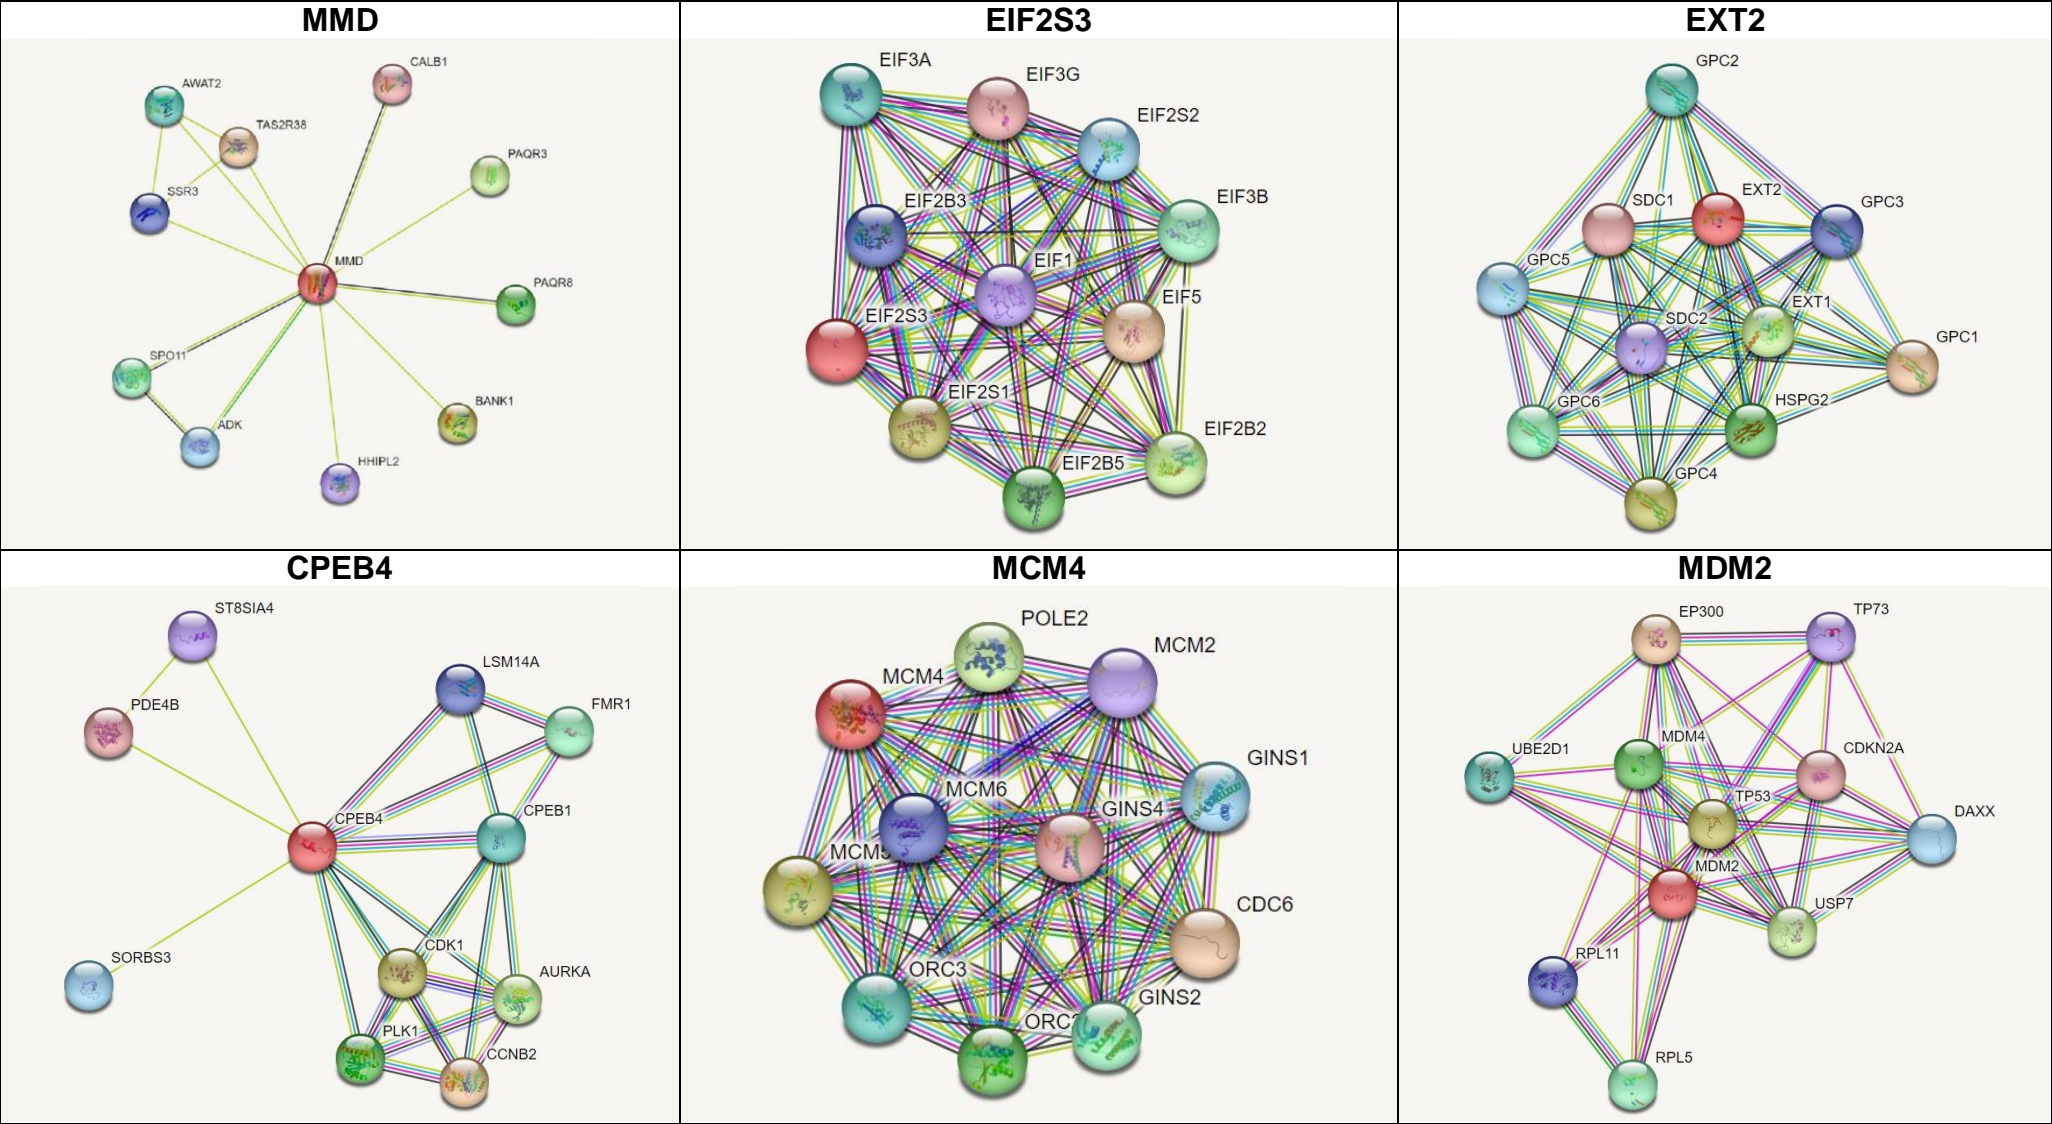 MMD
CALB1
AWAT2
TAS2R38
PAQR3
SSR3
MMD
PAQR8
SPO11
BANK1
ADK
HHIPL2
EIF2S3
EIF3A
EIF3G
EIF2S2
EIF3B
EIF2B3
EIF1
EIF5
EIF2S3
EIF2S1
EIF2B2
EIF2B5
EXT2
GPC2
SDC1
EXT2
GPC3
GPC5
EXT1
SDC2
GPC1
GPC6
HSPG2
GPC4
CPEB4
ST8SIA4
LSM14A
PDE4B
FMR1
CPEB4
CPEB1
CDK1
SORBS3
AURKA
PLK1
CCNB2
MCM4
POLE2
MCM2
MCM4
GINS1
MCM6
GINS4
MCM5
CDC6
ORC3
GINS2
MDM2
EP300
TP73
MDM4
UBE2D1
CDKN2A
TP53
DAXX
MDM2
USP7
RPL11
RPL5